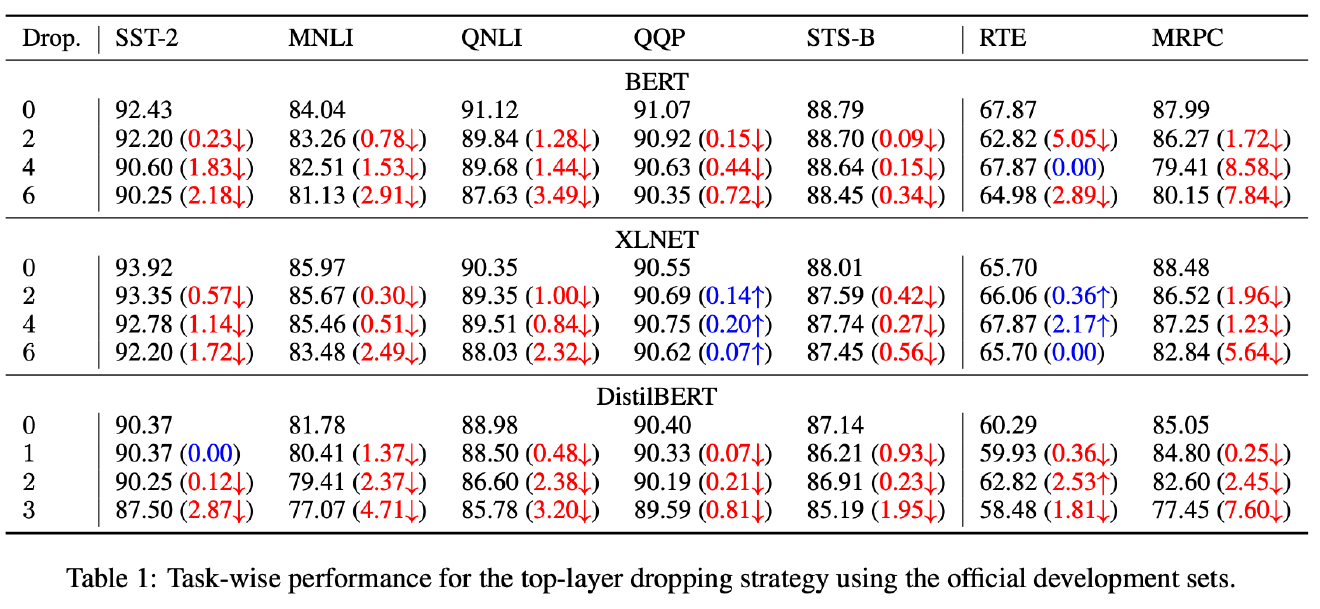 Drop. SST-2 MNLI QNLI QQP STS-B RTE MRPC
BERT
0 92.43 84.04 91.12 91.07 88.79 67.87 87.99
2 92.20 (0.23↓) 83.26 (0.78↓) 89.84 (1.28↓) 90.92 (0.15↓) 88.70 (0.09↓) 62.82 (5.05↓) 86.27 (1.72↓)
4 90.60 (1.83↓) 82.51 (1.53↓) 89.68 (1.44↓) 90.63 (0.44↓) 88.64 (0.15↓) 67.87 (0.00) 79.41 (8.58↓)
6 90.25 (2.18↓) 81.13 (2.91↓) 87.63 (3.49↓) 90.35 (0.72↓) 88.45 (0.34↓) 64.98 (2.89↓) 80.15 (7.84↓)
XLNET
0 93.92 85.97 90.35 90.55 88.01 65.70 88.48
2 93.35 (0.57↓) 85.67 (0.30↓) 89.35 (1.00↓) 90.69 (0.14↑) 87.59 (0.42↓) 66.06 (0.36↑) 86.52 (1.96↓)
4 92.78 (1.14↓) 85.46 (0.51↓) 89.51 (0.84↓) 90.75 (0.20↑) 87.74 (0.27↓) 67.87 (2.17↑) 87.25 (1.23↓)
6 92.20 (1.72↓) 83.48 (2.49↓) 88.03 (2.32↓) 90.62 (0.07↑) 87.45 (0.56↓) 65.70 (0.00) 82.84 (5.64↓)
DistilBERT
0 90.37 81.78 88.98 90.40 87.14 60.29 85.05
1 90.37 (0.00) 80.41 (1.37↓) 88.50 (0.48↓) 90.33 (0.07↓) 86.21 (0.93↓) 59.93 (0.36↓) 84.80 (0.25↓)
2 90.25 (0.12↓) 79.41 (2.37↓) 86.60 (2.38↓) 90.19 (0.21↓) 86.91 (0.23↓) 62.82 (2.53↑) 82.60 (2.45↓)
3 87.50 (2.87↓) 77.07 (4.71↓) 85.78 (3.20↓) 89.59 (0.81↓) 85.19 (1.95↓) 58.48 (1.81↓) 77.45 (7.60↓)
Table 1: Task-wise performance for the top-layer dropping strategy using the official development sets.